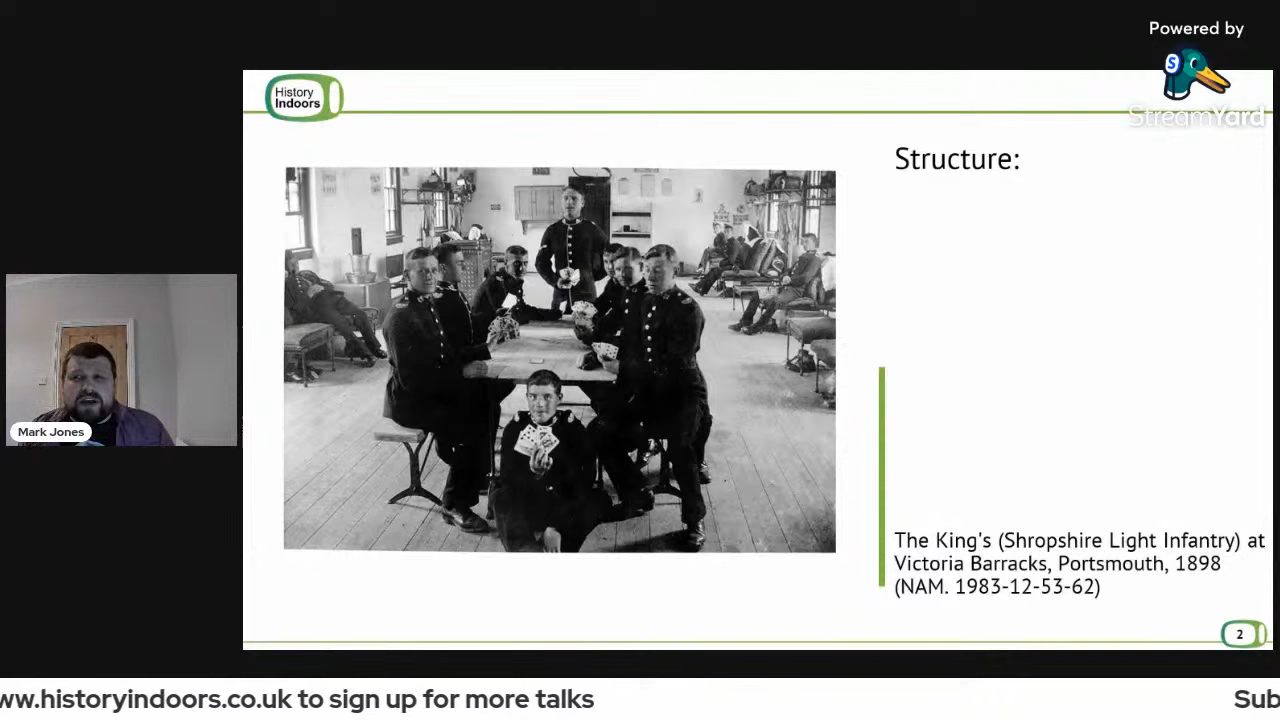 Powered by
StreamYard
History
Indoors
Structure:
Mark Jones
The King's (Shropshire Light Infantry) at
Victoria Barracks, Portsmouth, 1898
(NAM. 1983-12-53-62)
2
ww.historyindoors.co.uk to sign up for more talks
Sub